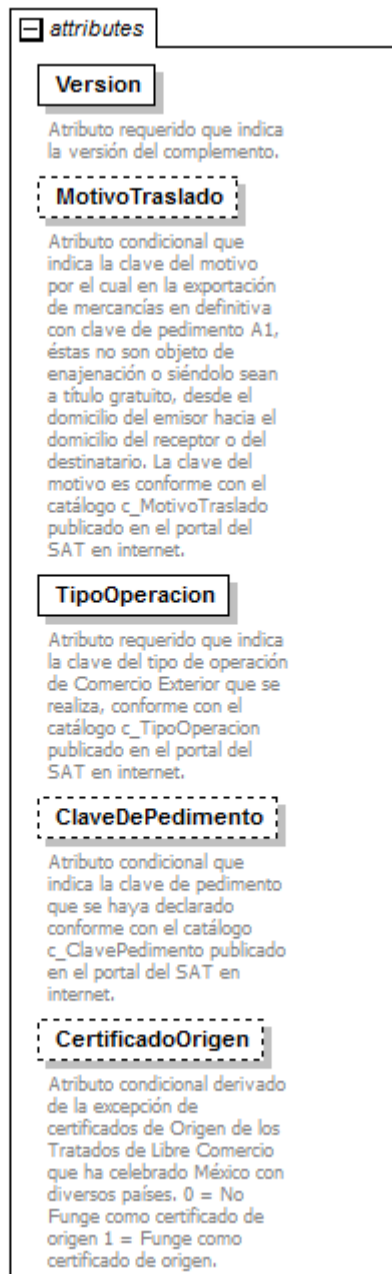 attributes
Version
Atributo requerido que indica
la versión del complemento.
MotivoTraslado
Atributo condicional que
indica la clave del motivo
por el cual en la exportación
de mercancías en definitiva
con clave de pedimento A1,
éstas no son objeto de
enajenación o siéndolo sean
a título gratuito, desde el
domicilio del emisor hacia el
domicilio del receptor o del
destinatario. La clave del
motivo es conforme con el
catálogo c_MotivoTraslado
publicado en el portal del
SAT en internet.
TipoOperacion
Atributo requerido que indica
la clave del tipo de operación
de Comercio Exterior que se
realiza, conforme con el
catálogo c_TipoOperacion
publicado en el portal del
SAT en internet.
ClaveDePedimento
Atributo condicional que
indica la clave de pedimento
que se haya declarado
conforme con el catálogo
c_ClavePedimento publicado
en el portal del SAT en
internet.
CertificadoOrigen
Atributo condicional derivado
de la excepción de
certificados de Origen de los
Tratados de Libre Comercio
que ha celebrado México con
diversos países. 0 = No
Funge como certificado de
origen 1 = Funge como
certificado de origen.